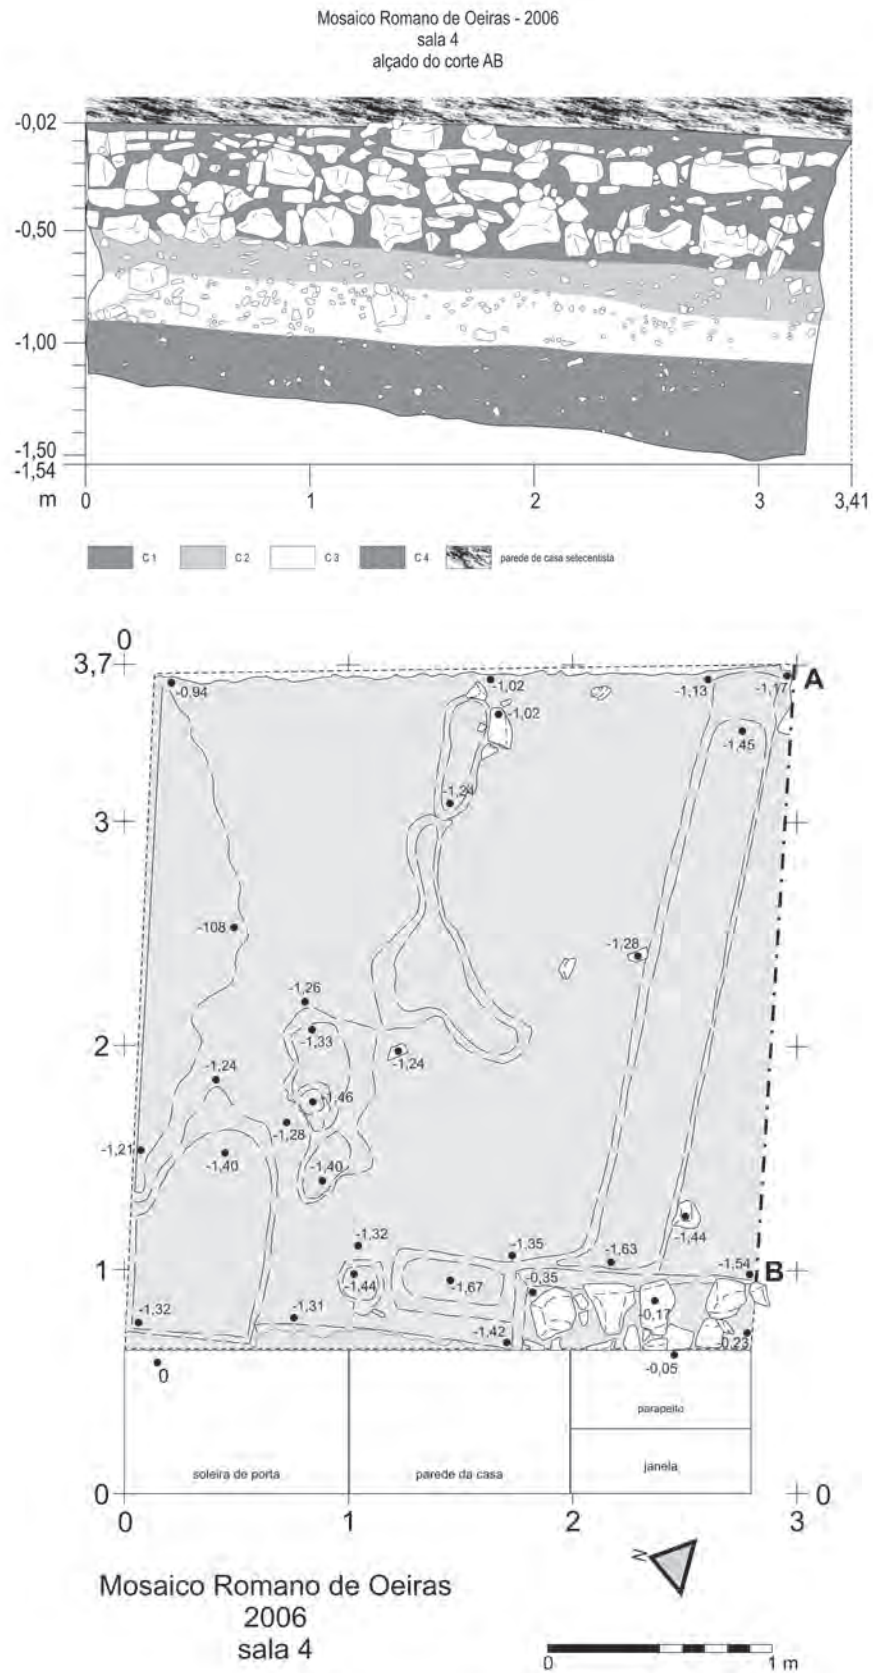 Mosaico Romano de Oeiras - 2006
sala 4
alçado do corte AB
-0,02
-0,50
-1,00
-1,50
-1,54
m
0 1 2 3 3,41
C 1 C 2 C 3 C 4 parede de casa setecentista
0
3,7
A
-0,94
-1,02
-1,13
-1,17
-1,02
-1,45
-1,24
3
-108
-1,28
-1,26
-1,33
2
-1,24
-1,24
-1,46
-1,28
-1,21
-1,40
-1,40
-1,44
-1,32
-1,35
-1,63
1
-1,54
B
-1,44
-1,67
-0,35
-0,17
-1,32
-1,31
-1,42
-0,23
0
-0,05
parapeito
soleira de porta
parede da casa
janela
0 0
0 1 2 3
N
Mosaico Romano de Oeiras
2006
sala 4
0 1 m